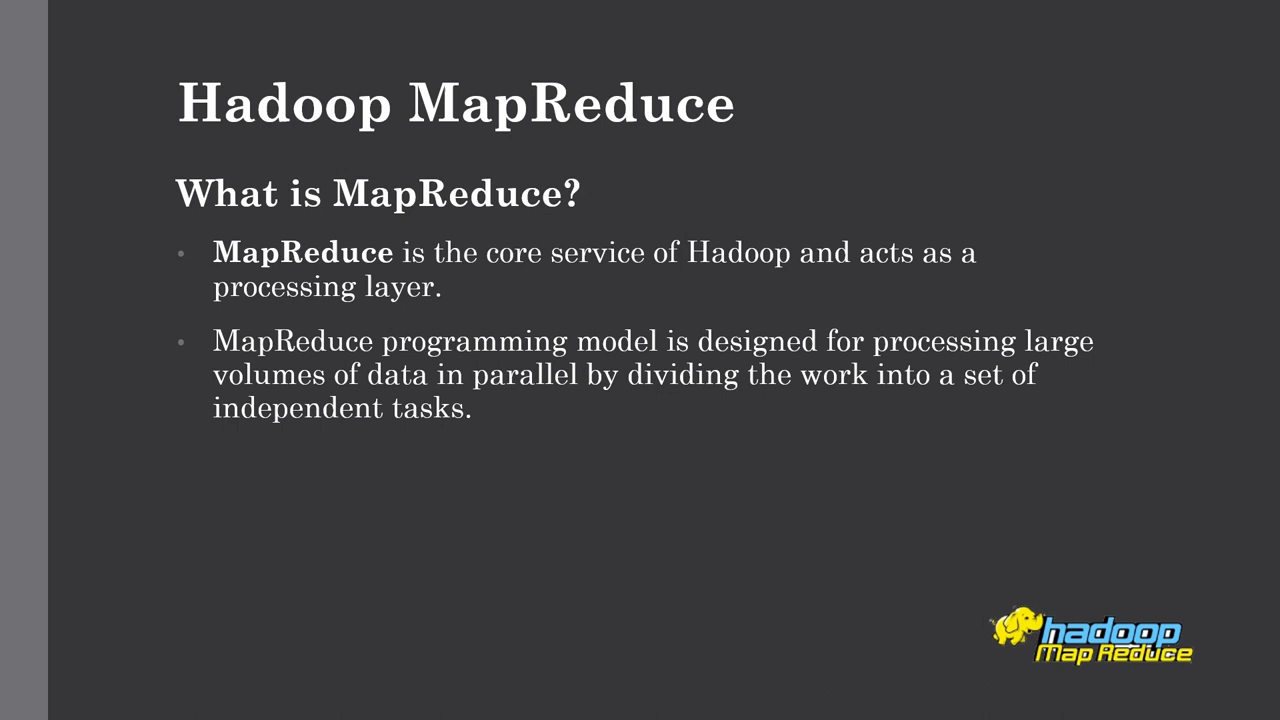 Hadoop MapReduce
What is MapReduce?
• MapReduce is the core service of Hadoop and acts as a
processing layer.
• MapReduce programming model is designed for processing large
volumes of data in parallel by dividing the work into a set of
independent tasks.
hadoop
Map Reduce